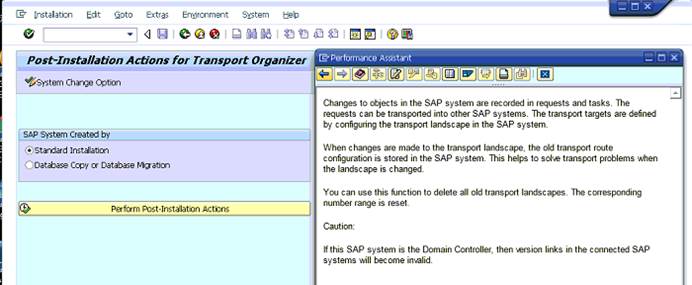 Installation Edit Goto Extras Environment System Help
Post-Installation Actions for Transport Organizer
System Change Option
SAP System Created by
Standard Installation
Database Copy or Database Migration
Perform Post-Installation Actions
Performance Assistant
Changes to objects in the SAP system are recorded in requests and tasks. The
requests can be transported into other SAP systems. The transport targets are defined
by configuring the transport landscape in the SAP system.
When changes are made to the transport landscape, the old transport route
configuration is stored in the SAP system. This helps to solve transport problems when
the landscape is changed.
You can use this function to delete all old transport landscapes. The corresponding
number range is reset.
Caution:
If this SAP system is the Domain Controller, then version links in the connected SAP
systems will become invalid.